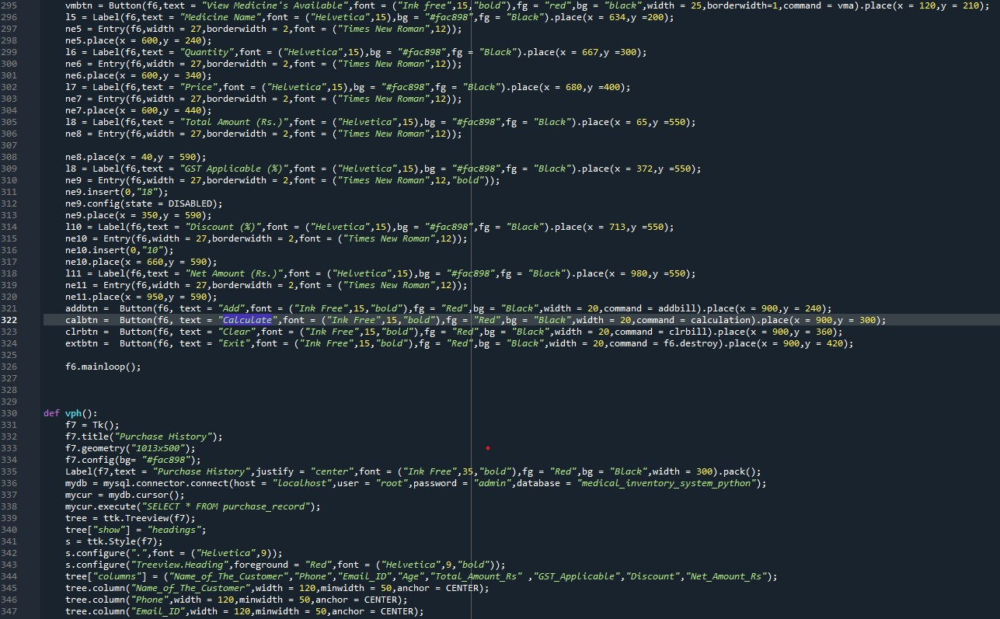 295 vmbtn = Button(f6,text = "View Medicine's Available",font = ("Ink free",15,"bold"),fg = "red",bg = "black",width = 25,borderwidth=1,command = vma).place(x = 120,y = 210);
296 l5 = Label(f6,text = "Medicine Name",font = ("Helvetica",15),bg = "#fac898",fg = "Black").place(x = 634,y =200);
297 ne5 = Entry(f6,width = 27,borderwidth = 2,font = ("Times New Roman",12));
298 ne5.place(x = 600,y = 240);
299 l6 = Label(f6,text = "Quantity",font = ("Helvetica",15),bg = "#fac898",fg = "Black").place(x = 667,y =300);
300 ne6 = Entry(f6,width = 27,borderwidth = 2,font = ("Times New Roman",12));
301 ne6.place(x = 600,y = 340);
302 l7 = Label(f6,text = "Price",font = ("Helvetica",15),bg = "#fac898",fg = "Black").place(x = 680,y =400);
303 ne7 = Entry(f6,width = 27,borderwidth = 2,font = ("Times New Roman",12));
304 ne7.place(x = 600,y = 440);
305 l8 = Label(f6,text = "Total Amount (Rs.)",font = ("Helvetica",15),bg = "#fac898",fg = "Black").place(x = 65,y =550);
306 ne8 = Entry(f6,width = 27,borderwidth = 2,font = ("Times New Roman",12));
307
308 ne8.place(x = 40,y = 590);
309 l8 = Label(f6,text = "GST Applicable (%)",font = ("Helvetica",15),bg = "#fac898",fg = "Black").place(x = 372,y =550);
310 ne9 = Entry(f6,width = 27,borderwidth = 2,font = ("Times New Roman",12,"bold"));
311 ne9.insert(0,"18");
312 ne9.config(state = DISABLED);
313 ne9.place(x = 350,y = 590);
314 l10 = Label(f6,text = "Discount (%)",font = ("Helvetica",15),bg = "#fac898",fg = "Black").place(x = 713,y =550);
315 ne10 = Entry(f6,width = 27,borderwidth = 2,font = ("Times New Roman",12));
316 ne10.insert(0,"10");
317 ne10.place(x = 660,y = 590);
318 l11 = Label(f6,text = "Net Amount (Rs.)",font = ("Helvetica",15),bg = "#fac898",fg = "Black").place(x = 980,y =550);
319 ne11 = Entry(f6,width = 27,borderwidth = 2,font = ("Times New Roman",12));
320 ne11.place(x = 950,y = 590);
321 addbtn =  Button(f6, text = "Add",font = ("Ink Free",15,"bold"),fg = "Red",bg = "Black",width = 20,command = addbill).place(x = 900,y = 240);
322 calbtn =  Button(f6, text = "Calculate",font = ("Ink Free",15,"bold"),fg = "Red",bg = "Black",width = 20,command = calculation).place(x = 900,y = 300);
323 clrbtn =  Button(f6, text = "Clear",font = ("Ink Free",15,"bold"),fg = "Red",bg = "Black",width = 20,command = clrbill).place(x = 900,y = 360);
324 extbtn =  Button(f6, text = "Exit",font = ("Ink Free",15,"bold"),fg = "Red",bg = "Black",width = 20,command = f6.destroy).place(x = 900,y = 420);
325
326 f6.mainloop();
327
328
329
330 def vph():
331 f7 = Tk();
332 f7.title("Purchase History");
333 f7.geometry("1013x500");
334 f7.config(bg= "#fac898");
335 Label(f7,text = "Purchase History",justify = "center",font = ("Ink Free",35,"bold"),fg = "Red",bg = "Black",width = 300).pack();
336 mydb = mysql.connector.connect(host = "localhost",user = "root",password = "admin",database = "medical_inventory_system_python");
337 mycur = mydb.cursor();
338 mycur.execute("SELECT * FROM purchase_record");
339 tree = ttk.Treeview(f7);
340 tree["show"] = "headings";
341 s = ttk.Style(f7);
342 s.configure(".",font = ("Helvetica",9));
343 s.configure("Treeview.Heading",foreground = "Red",font = ("Helvetica",9,"bold"));
344 tree["columns"] = ("Name_of_The_Customer","Phone","Email_ID","Age","Total_Amount_Rs" ,"GST_Applicable","Discount","Net_Amount_Rs");
345 tree.column("Name_of_The_Customer",width = 120,minwidth = 50,anchor = CENTER);
346 tree.column("Phone",width = 120,minwidth = 50,anchor = CENTER);
347 tree.column("Email_ID",width = 120,minwidth = 50,anchor = CENTER);